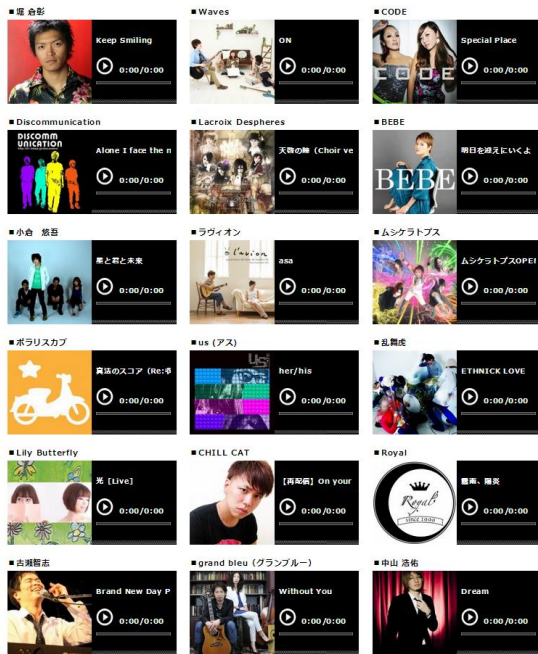 ■堀 倉彰
Keep Smiling
0:00/0:00
■Waves
ON
0:00/0:00
■CODE
CODE
Special Place
0:00/0:00
■Discommunication
DISCOMM
UNICATION
Alone I face the n
0:00/0:00
■Lacroix Despheres
天啓の輪（Choir ve
0:00/0:00
■BEBE
BEBE
明日を迎えにいくよ
0:00/0:00
■小倉　悠吾
星と君と未来
0:00/0:00
■ラヴィオン
l'avion
asa
0:00/0:00
■ムシケラトプス
ムシケラトプスOPE
0:00/0:00
■ポラリスカブ
真法のスコア（Re:
0:00/0:00
■us (アス)
us
her/his
0:00/0:00
■乱舞虎
ETHNICK LOVE
0:00/0:00
■Lily Butterfly
光［Live］
0:00/0:00
■CHILL CAT
【再配信】On your
0:00/0:00
■Royal
Royal
SINCE 1990
、陽炎
0:00/0:00
■古瀬智志
Brand New Day P
0:00/0:00
■grand bleu（グランブルー）
Without You
0:00/0:00
■中山 浩佑
Dream
0:00/0:00